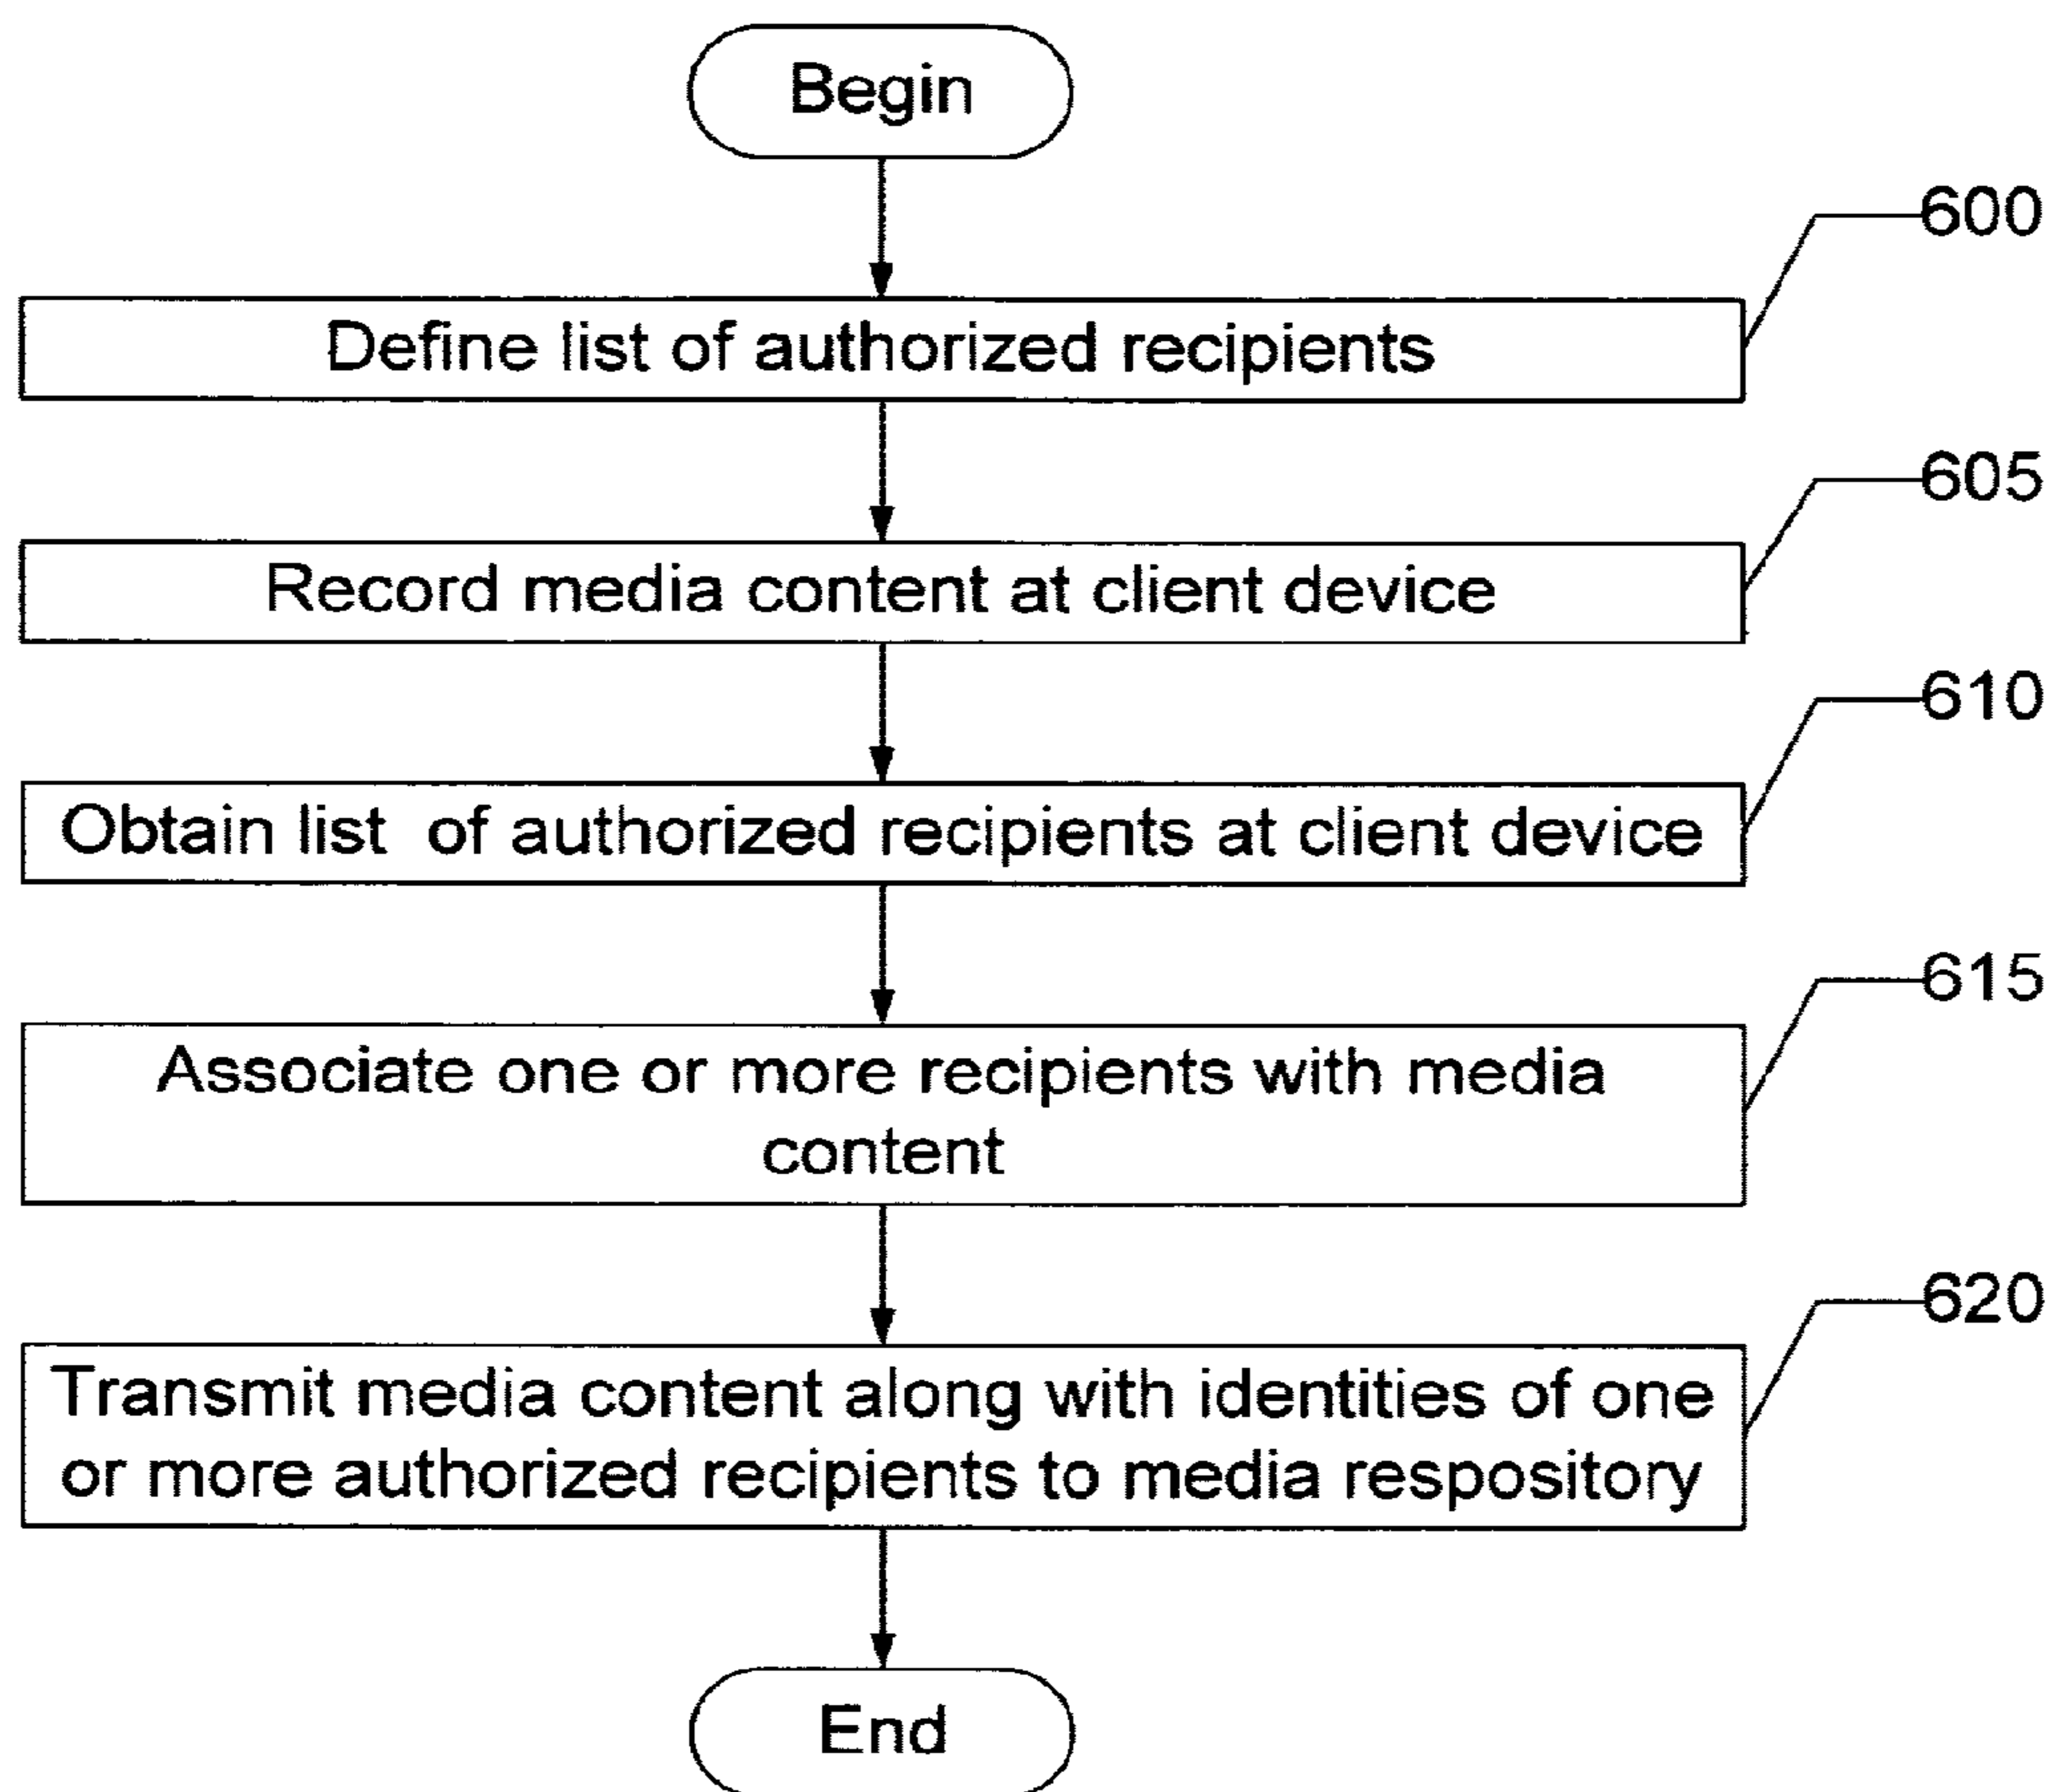 Begin
600
Define list of authorized recipients
605
Record media content at client device
610
Obtain list of authorized recipients at client device
615
Associate one or more recipients with media
content
620
Transmit media content along with identities of one
or more authorized recipients to media respository
End